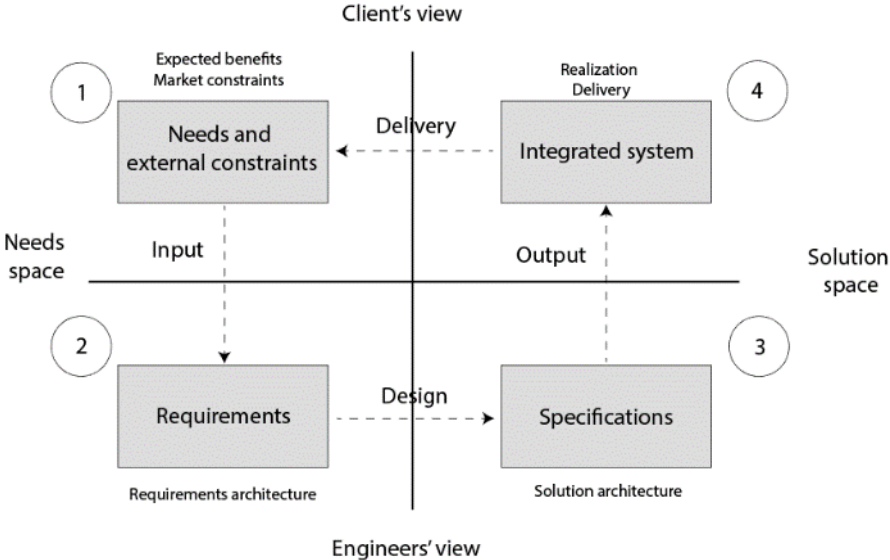 Client's view
Expected benefits
Market constraints
1
Needs and
external constraints
Delivery
Realization
Delivery
4
Integrated system
Needs
space
Input
Output
Solution
space
2
Requirements
Requirements architecture
Design
3
Specifications
Solution architecture
Engineers' view